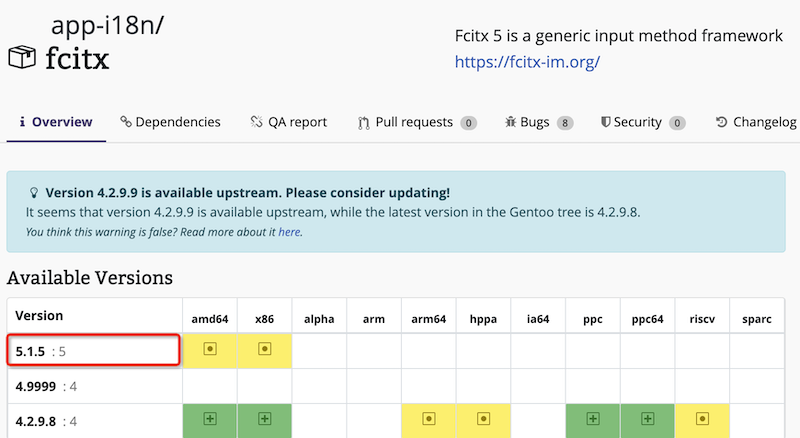 app-i18n/
fcitx
Fcitx 5 is a generic input method framework
https://fcitx-im.org/
Overview Dependencies QA report Pull requests 0 Bugs 8 Security 0 Changelog
Version 4.2.9.9 is available upstream. Please consider updating!
It seems that version 4.2.9.9 is available upstream, while the latest version in the Gentoo tree is 4.2.9.8.
You think this warning is false? Read more about it here.
Available Versions
Version amd64 x86 alpha arm arm64 hppa ia64 ppc ppc64 riscv sparc
5.1.5 : 5
4.9999 : 4
4.2.9.8 : 4